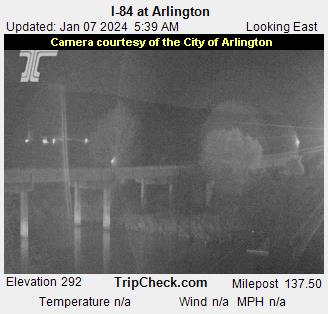 I-84 at Arlington
Updated: Jan 07 2024 5:39 AM Looking East
Camera courtesy of the City of Arlington
Elevation 292 TripCheck.com Milepost 137.50
Temperature n/a Wind n/a MPH n/a